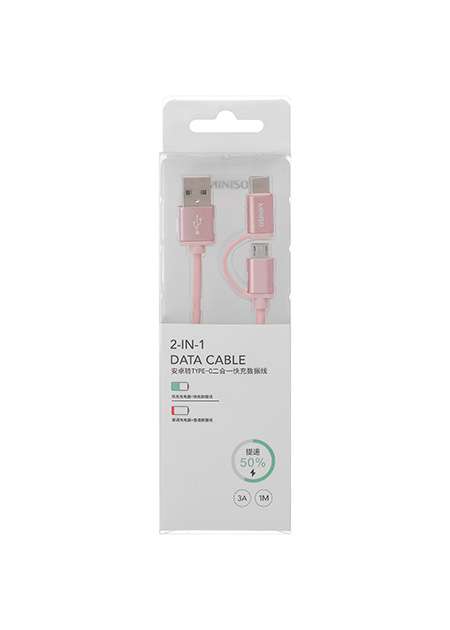 MINISO
2-IN-1
DATA CABLE
安卓转TYPE-C二合一快充数据线
提速
50%
3A
1M